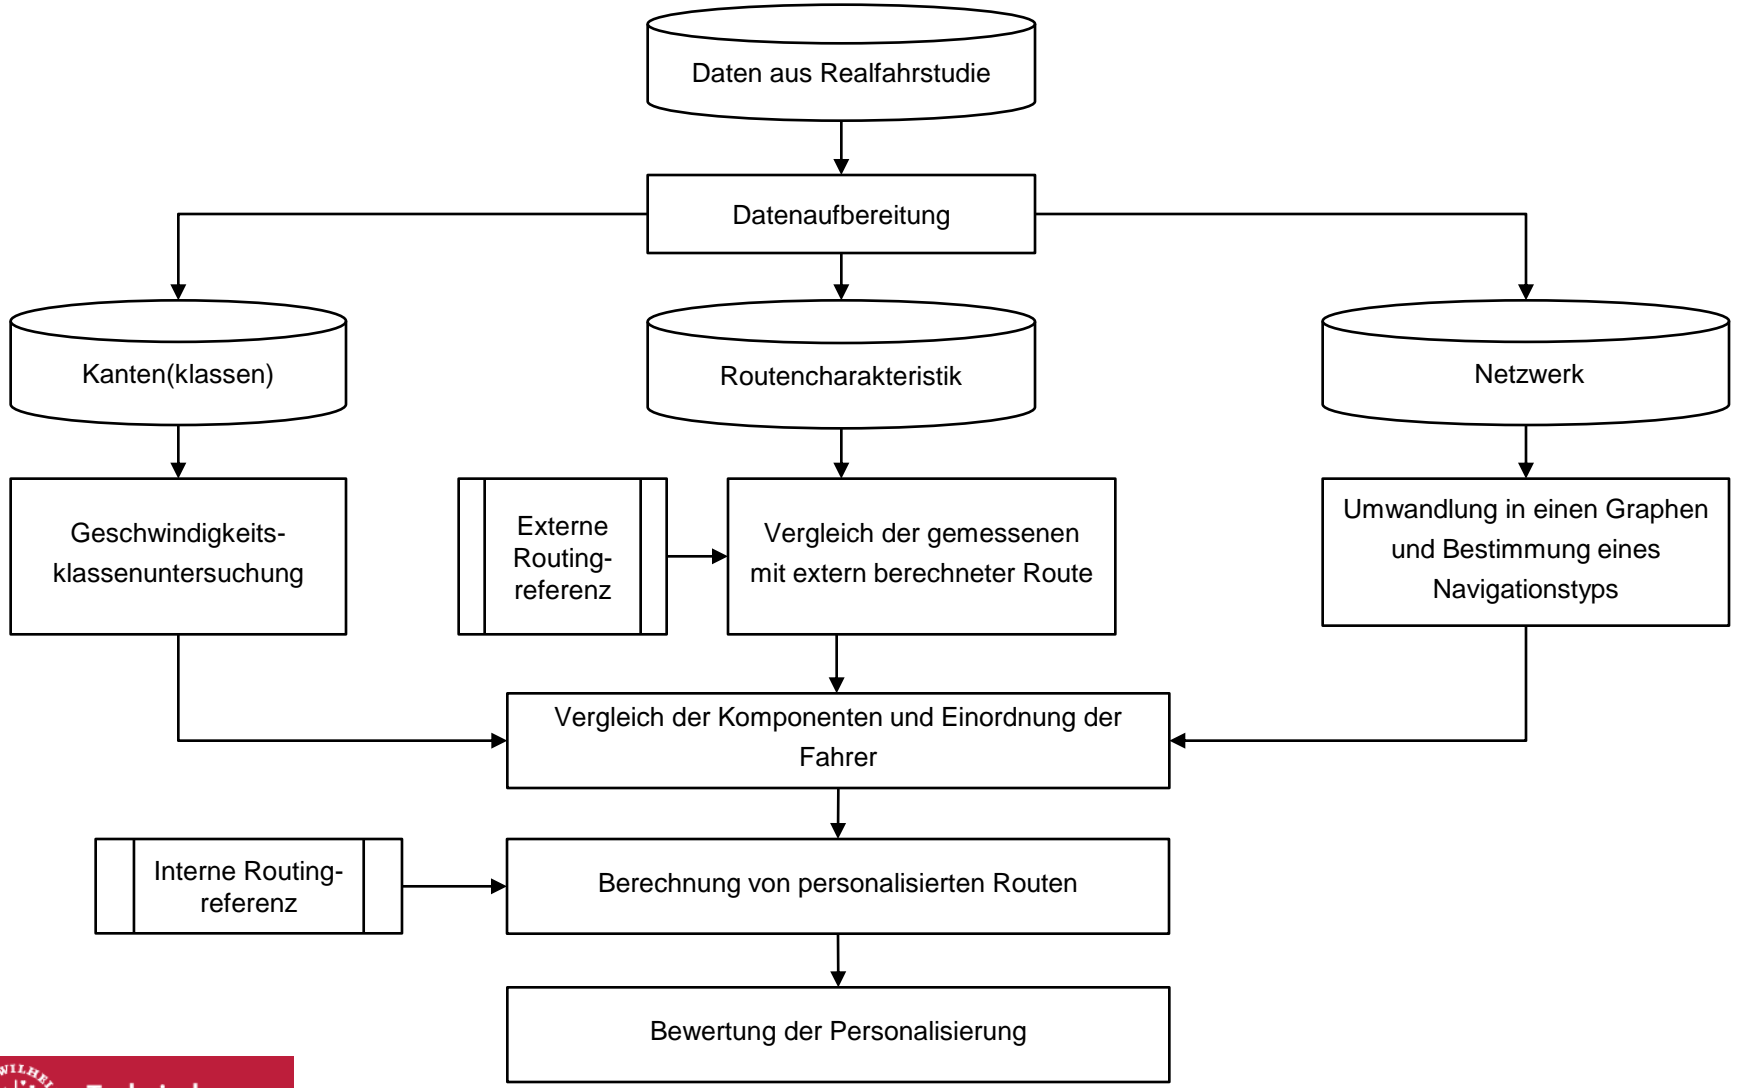 Daten aus Realfahrstudie
Datenaufbereitung
Kanten(klassen)
Routencharakteristik
Netzwerk
Geschwindigkeits-
klassenuntersuchung
Externe
Routing-
referenz
Vergleich der gemessenen
mit extern berechneter Route
Umwandlung in einen Graphen
und Bestimmung eines
Navigationstyps
Vergleich der Komponenten und Einordnung der
Fahrer
Interne Routing-
referenz
Berechnung von personalisierten Routen
Bewertung der Personalisierung